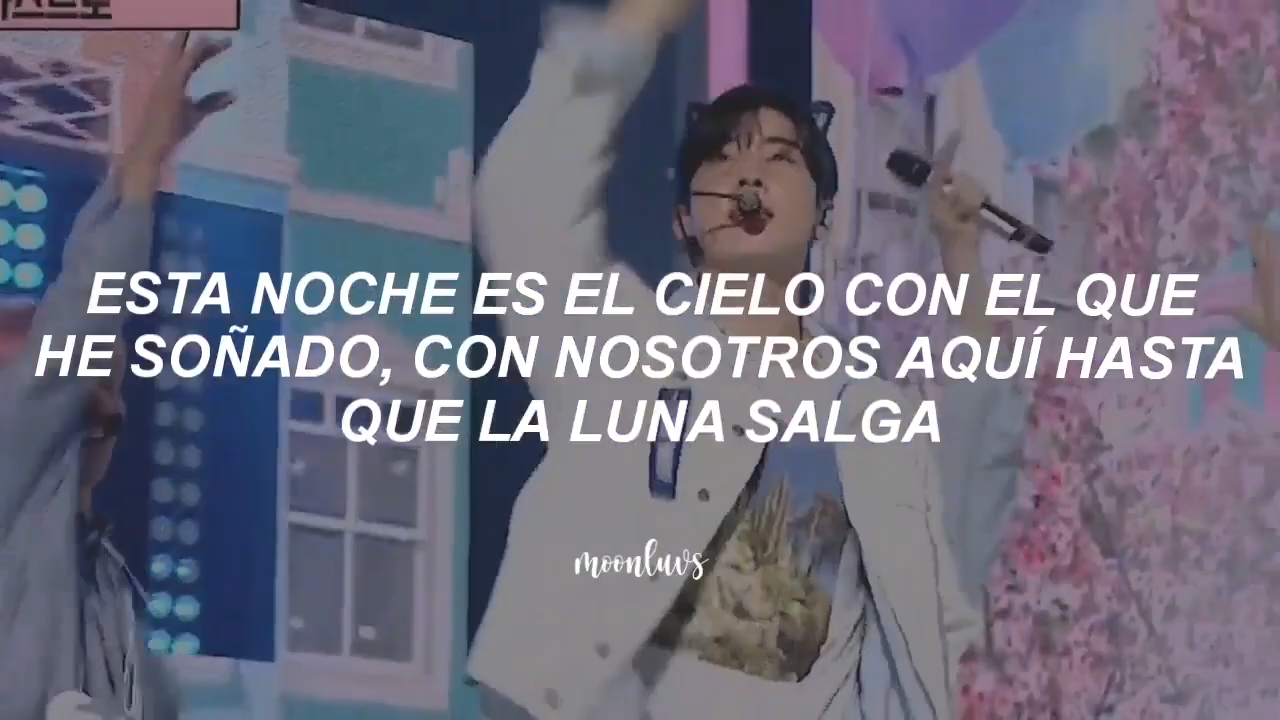 ESTA NOCHE ES EL CIELO CON EL QUE
HE SOÑADO, CON NOSOTROS AQUÍ HASTA
QUE LA LUNA SALGA
moonluvs